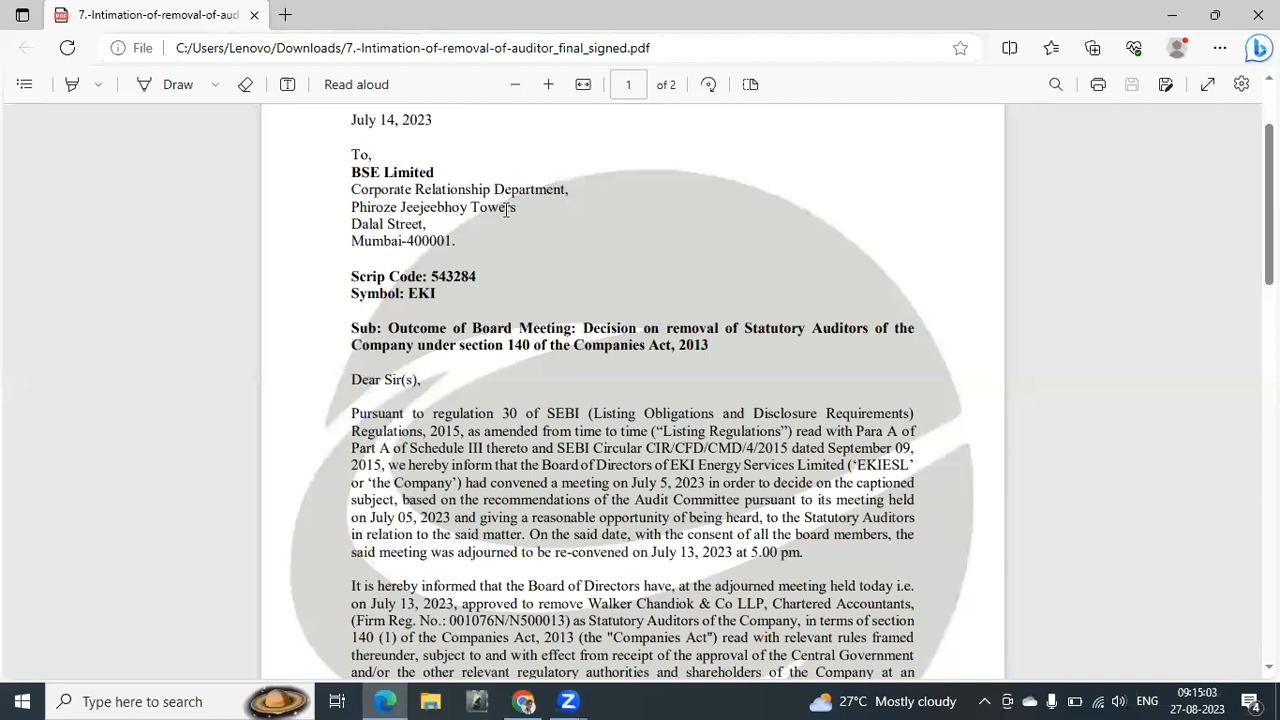 7.-Intimation-of-removal-of-audi
File
C:/Users/Lenovo/Downloads/7.-Intimation-of-removal-of-auditor_final_signed.pdf
Draw
Read aloud
1
of 2
July 14, 2023
To,
BSE Limited
Corporate Relationship Department,
Phiroze Jeejeebhoy Towers
Dalal Street,
Mumbai-400001.
Scrip Code: 543284
Symbol: EKI
Sub: Outcome of Board Meeting: Decision on removal of Statutory Auditors of the
Company under section 140 of the Companies Act, 2013
Dear Sir(s),
Pursuant to regulation 30 of SEBI (Listing Obligations and Disclosure Requirements)
Regulations, 2015, as amended from time to time (“Listing Regulations”) read with Para A of
Part A of Schedule III thereto and SEBI Circular CIR/CFD/CMD/4/2015 dated September 09,
2015, we hereby inform that the Board of Directors of EKI Energy Services Limited (‘EKIESL’
or ‘the Company’) had convened a meeting on July 5, 2023 in order to decide on the captioned
subject, based on the recommendations of the Audit Committee pursuant to its meeting held
on July 05, 2023 and giving a reasonable opportunity of being heard, to the Statutory Auditors
in relation to the said matter. On the said date, with the consent of all the board members, the
said meeting was adjourned to be re-convened on July 13, 2023 at 5.00 pm.
It is hereby informed that the Board of Directors have, at the adjourned meeting held today i.e.
on July 13, 2023, approved to remove Walker Chandiok & Co LLP, Chartered Accountants,
(Firm Reg. No.: 001076N/N500013) as Statutory Auditors of the Company, in terms of section
140 (1) of the Companies Act, 2013 (the "Companies Act") read with relevant rules framed
thereunder, subject to and with effect from receipt of the approval of the Central Government
and/or the other relevant regulatory authorities and shareholders of the Company at an
Type here to search
27°C Mostly cloudy
ENG
09:15:03
27-08-2023
4